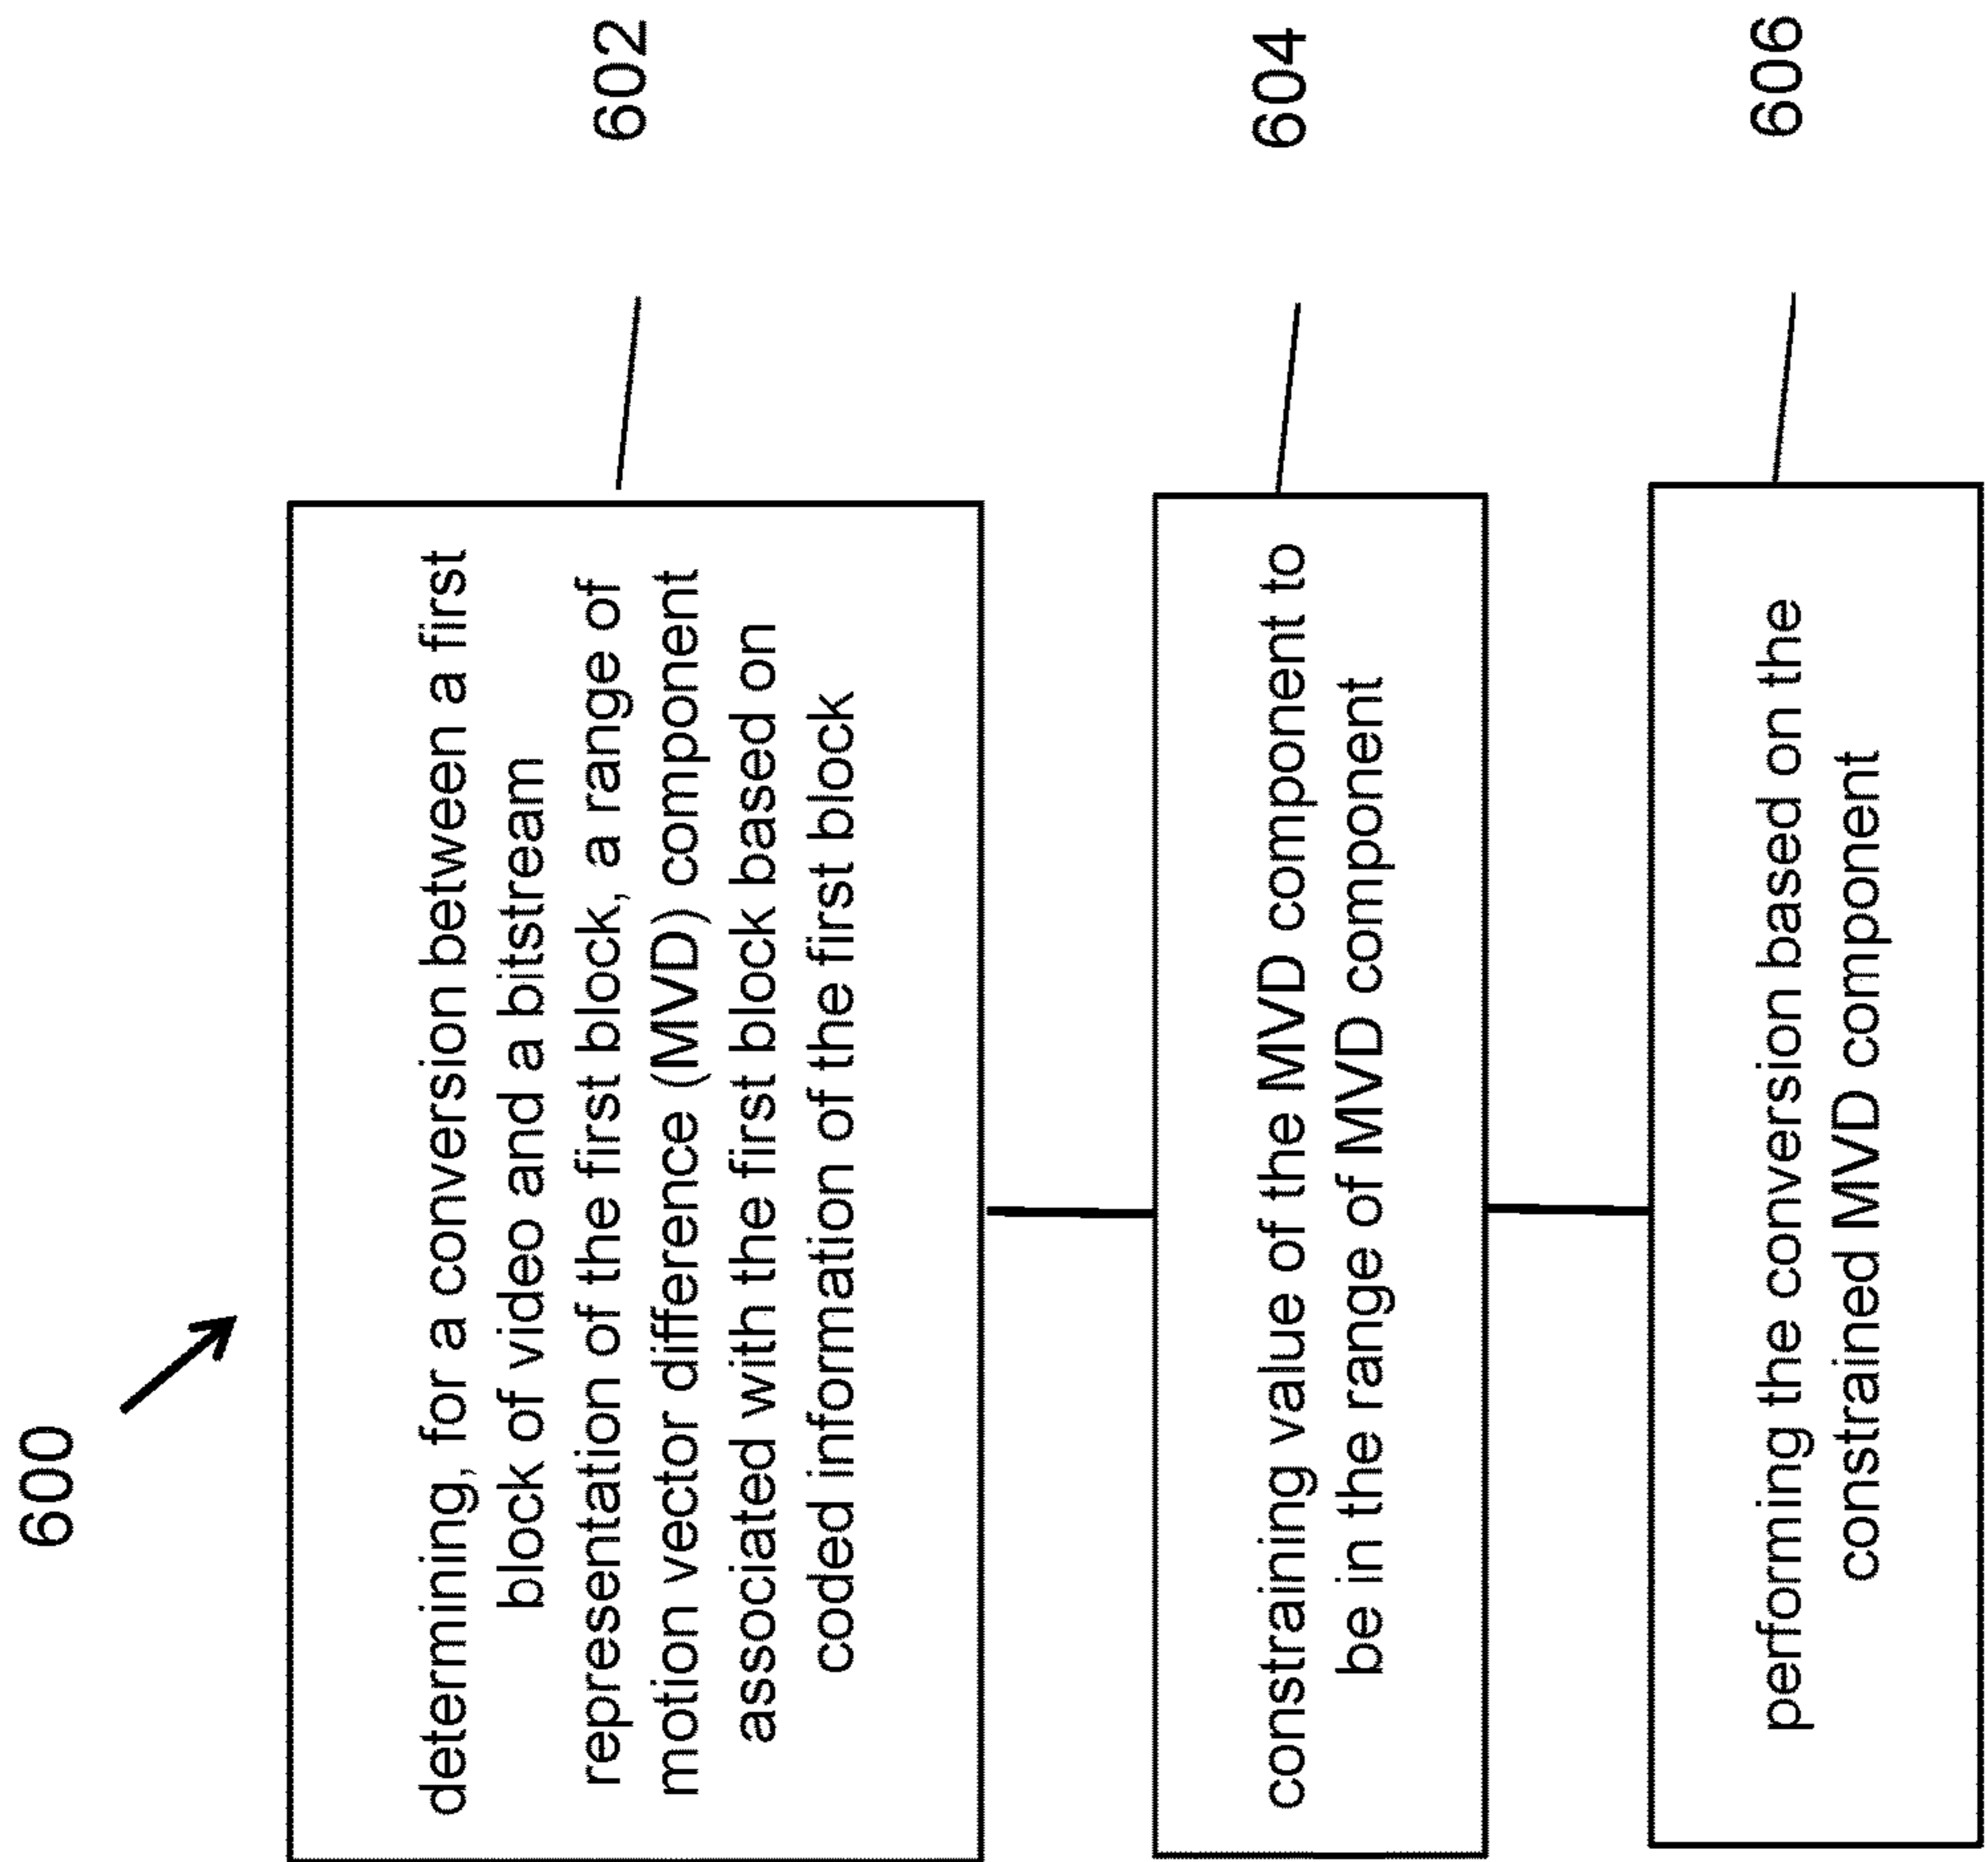 600
determining, for a conversion between a first
block of video and a bitstream
representation of the first block, a range of
motion vector difference (MVD) component
associated with the first block based on
coded information of the first block
602
constraining value of the MVD component to
be in the range of MVD component
604
performing the conversion based on the
constrained MVD component
606